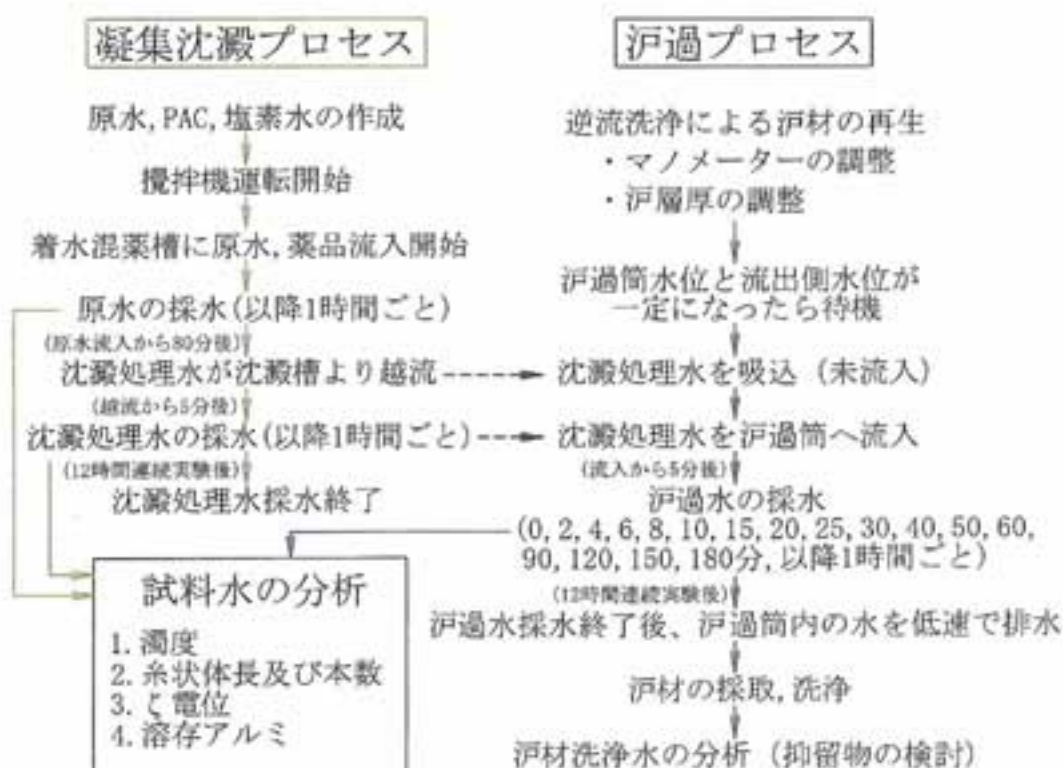 凝集沈澱プロセス
原水,PAC,塩素水の作成
攪拌機運転開始
着水混薬槽に原水,薬品流入開始
原水の採水(以降1時間ごと)
(原水流入から80分後)
沈澱処理水が沈澱槽より越流
(越流から5分後)
沈澱処理水の採水(以降1時間ごと)
(12時間連続実験後)
沈澱処理水採水終了
試料水の分析
1.濁度
2.糸状体長及び本数
3.ζ電位
4.溶存アルミ
沪過プロセス
逆流洗浄による沪材の再生
・マノメーターの調整
・沪層厚の調整
沪過筒水位と流出側水位が
一定になったら待機
沈澱処理水を吸込(未流入)
沈澱処理水を沪過筒へ流入
(流入から5分後)
沪過水の採水
(0,2,4,6,8,10,15,20,25,30,40,50,60,
90,120,150,180分,以降1時間ごと)
(12時間連続実験後)
沪過水採水終了後、沪過筒内の水を低速で排水
沪材の採取,洗浄
沪材洗浄水の分析(抑留物の検討)